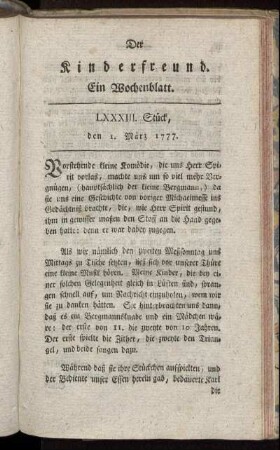 Der
Kinderfreund.
Ein Wochenblatt.
LXXXIII. Stück,
den 1. März 1777.
Vorstehende kleine Komödie, die uns Herr Spi-
rit vorlas, machte uns um so viel mehr Ver-
gnügen, (hauptsächlich der kleine Bergmann,) da
sie uns eine Geschichte von voriger Michaelmesse ins
Gedächtniß brachte, die, wie Herr Spirit gestund,
ihm in gewisser maßen den Stoff an die Hand gege-
ben hatte: denn er war dabey zugegen.
Als wir nämlich den zweyten Meßsonntag uns
Mittags zu Tische setzten, ließ sich vor unserer Thüre
eine kleine Musik hören. Meine Kinder, die bey ei-
ner solchen Gelegenheit gleich in Lüften sind, spran-
gen schnell auf, um Nachricht einzuholen, wem wir
sie zu danken hätten. Sie hinterbrachten uns dann,
daß es ein Bergmannsknabe und ein Mädchen wä-
re: der erste von 11. die zweyte von 10 Jahren.
Der erste spielte die Zither, die zweyte den Trian-
gel, und beide sangen dazu.
Während daß sie ihre Stückchen aufspielten, und
der Bediente unser Essen herein gab, bedauerte Karl
die